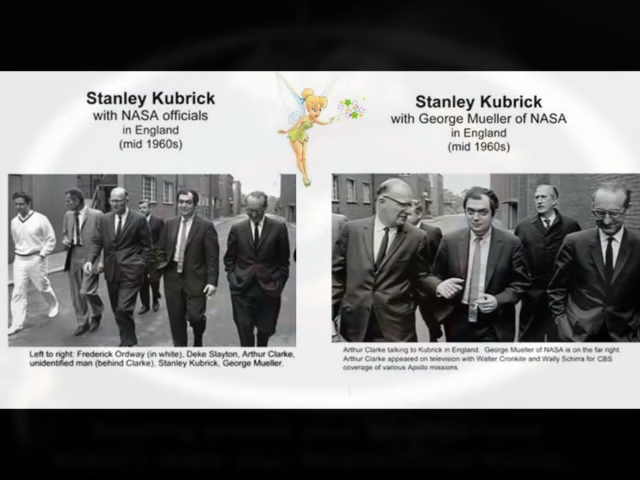 Stanley Kubrick
with NASA officials
in England
(mid 1960s)
Left to right: Frederick Ordway (in white), Deke Slayton, Arthur Clarke,
unidentified man (behind Clarke), Stanley Kubrick, George Mueller.
Stanley Kubrick
with George Mueller of NASA
in England
(mid 1960s)
Arthur Clarke talking to Kubrick in England. George Mueller of NASA is on the far right.
Arthur Clarke appeared on television with Walter Cronkite and Wally Schirra for CBS
coverage of various Apollo missions.